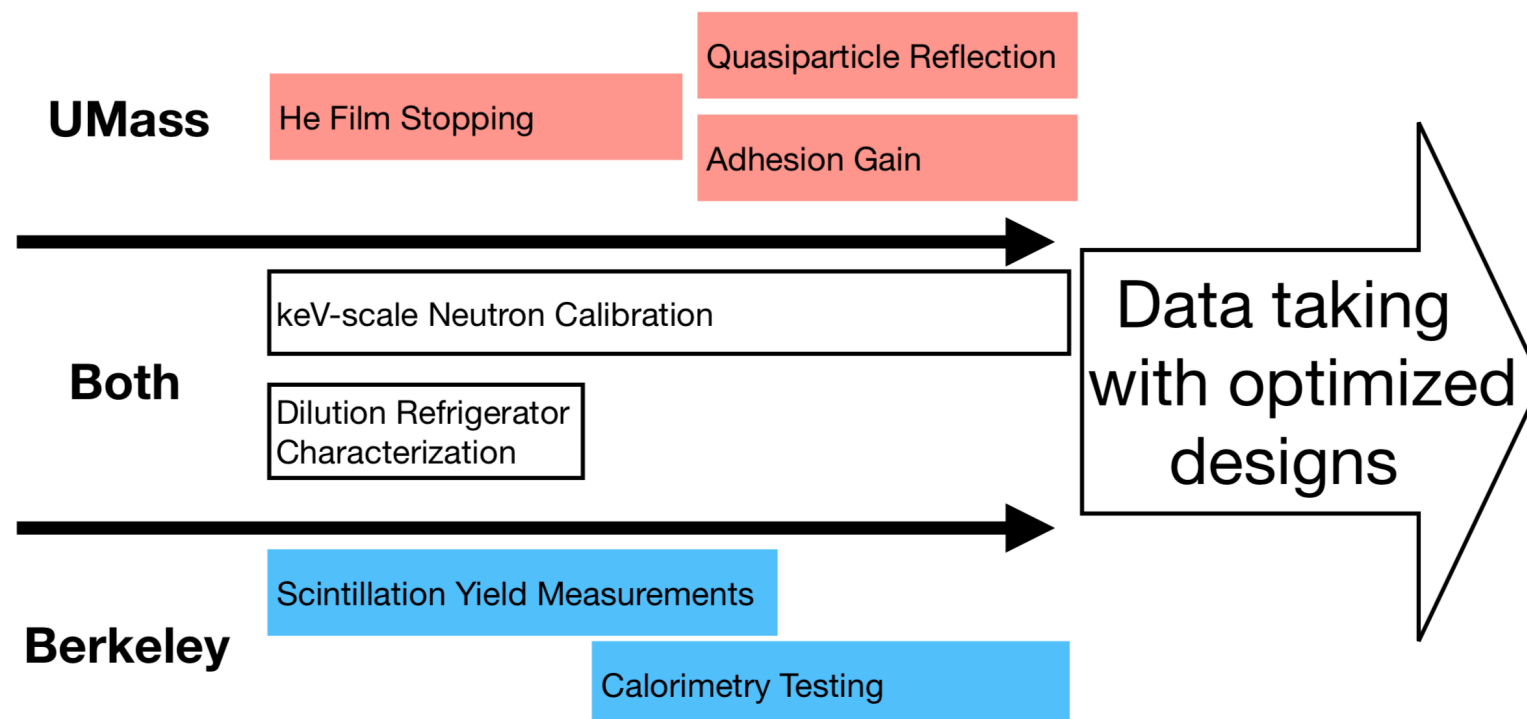 UMass
He Film Stopping
Quasiparticle Reflection
Adhesion Gain
Both
keV-scale Neutron Calibration
Dilution Refrigerator
Characterization
Berkeley
Scintillation Yield Measurements
Calorimetry Testing
Data taking
with optimized
designs